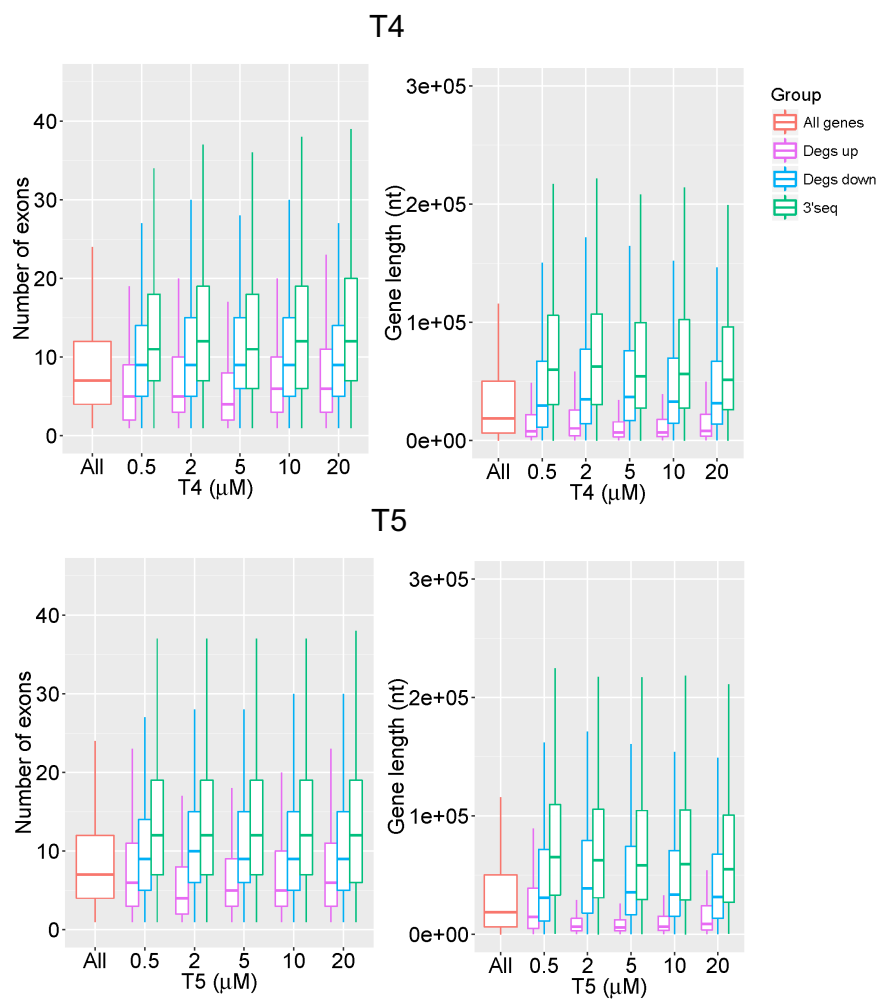 T4
Number of exons
40
30
20
10
0
All 0.5 2 5 10 20
T4 (μM)
Gene length (nt)
3e+05
2e+05
1e+05
0e+00
All 0.5 2 5 10 20
T4 (μM)
Group
All genes
Degs up
Degs down
3'seq
T5
Number of exons
40
30
20
10
0
All 0.5 2 5 10 20
T5 (μM)
Gene length (nt)
3e+05
2e+05
1e+05
0e+00
All 0.5 2 5 10 20
T5 (μM)